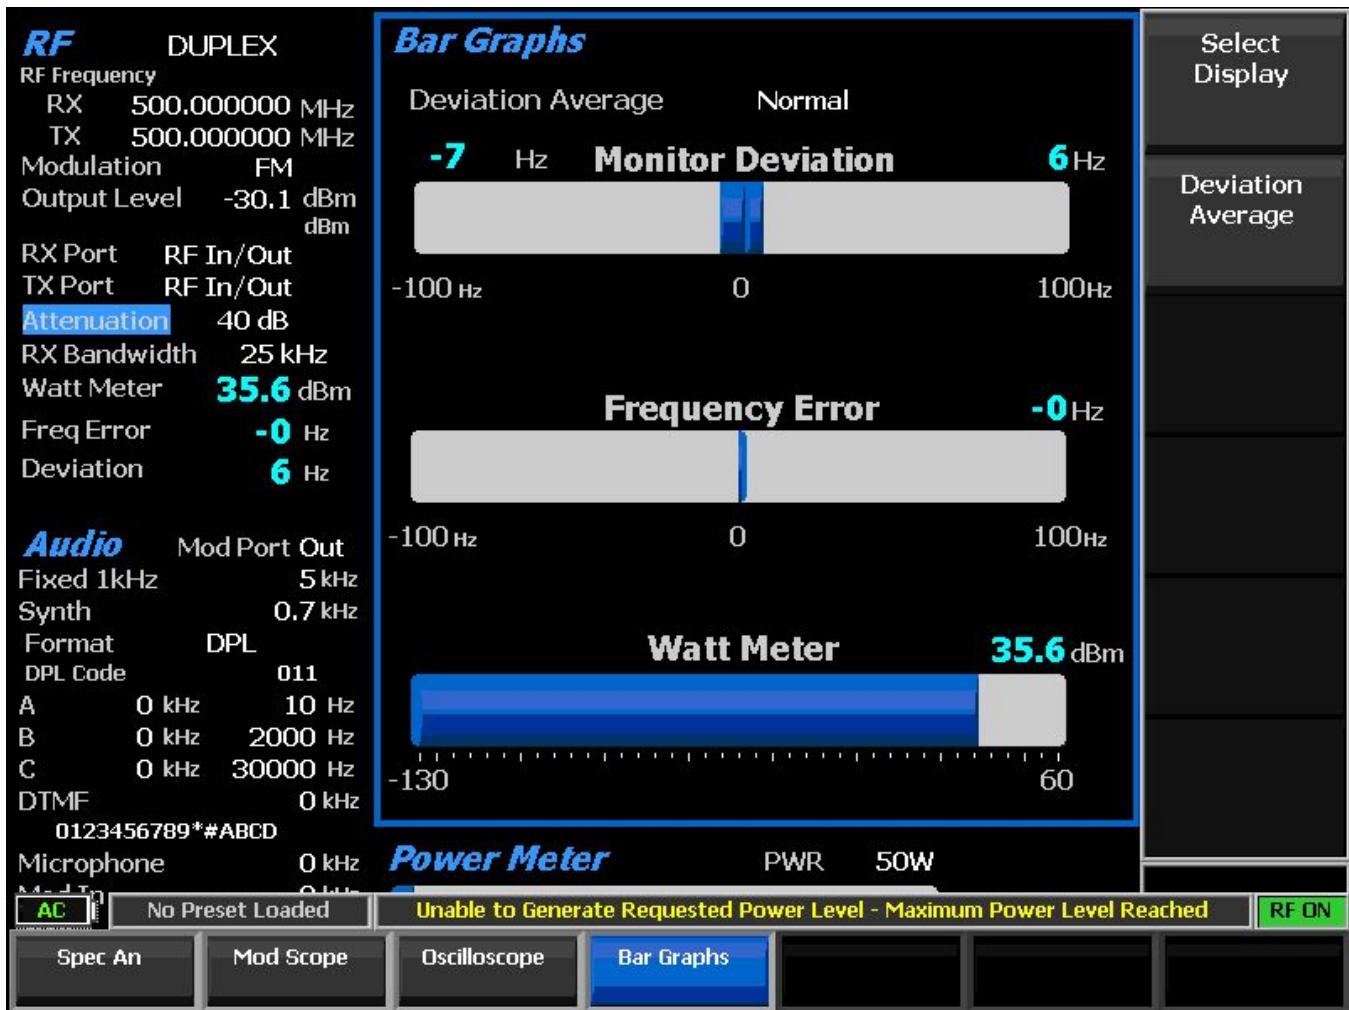 RF DUPLEX
RF Frequency
RX 500.000000 MHz
TX 500.000000 MHz
Modulation FM
Output Level -30.1 dBm
dBm
RX Port RF In/Out
TX Port RF In/Out
Attenuation 40 dB
RX Bandwidth 25 kHz
Watt Meter 35.6 dBm
Freq Error -0 Hz
Deviation 6 Hz
Audio Mod Port Out
Fixed 1kHz 5 kHz
Synth 0.7 kHz
Format DPL
DPL Code 011
A 0 kHz 10 Hz
B 0 kHz 2000 Hz
C 0 kHz 30000 Hz
DTMF 0 kHz
0123456789*#ABCD
Microphone 0 kHz
Bar Graphs
Deviation Average Normal
-7 Hz Monitor Deviation 6 Hz
-100 Hz 0 100Hz
Frequency Error -0 Hz
-100 Hz 0 100Hz
Watt Meter 35.6 dBm
-130 60
Power Meter PWR 50W
Select
Display
Deviation
Average
AC No Preset Loaded Unable to Generate Requested Power Level - Maximum Power Level Reached RF ON
Spec An Mod Scope Oscilloscope Bar Graphs